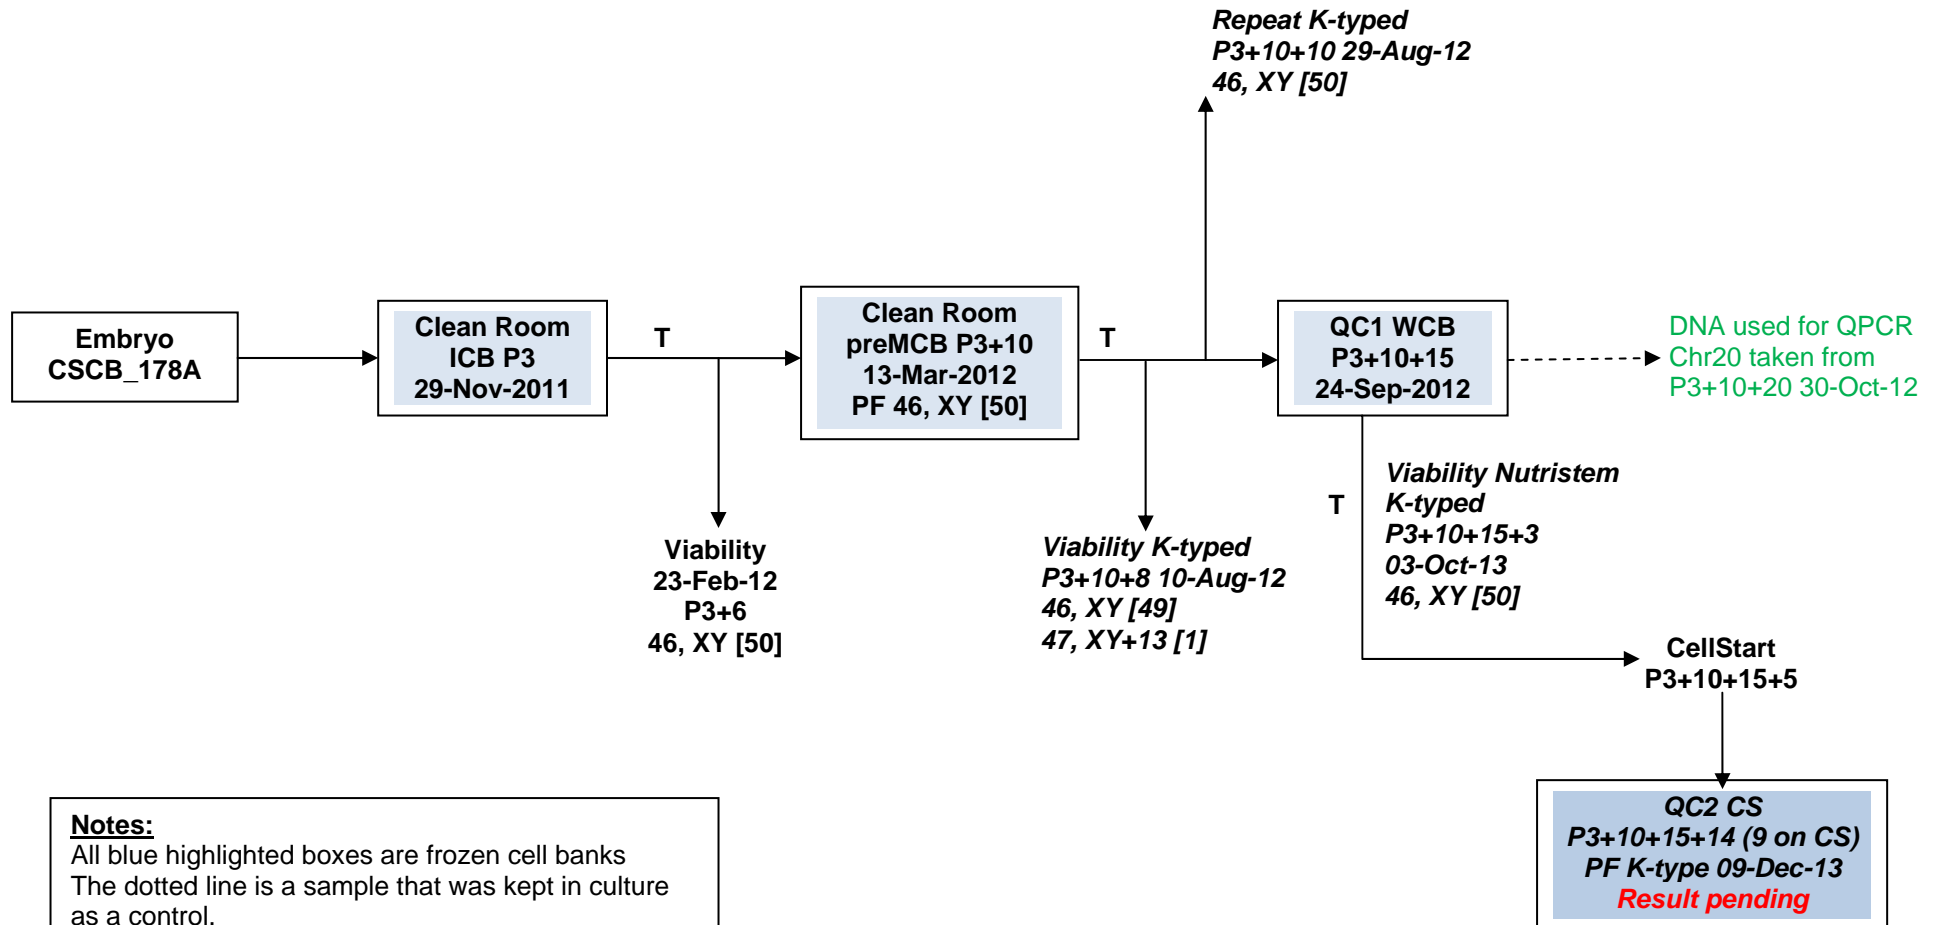 Repeat K-typed
P3+10+10 29-Aug-12
46, XY [50]
Embryo
CSCB_178A
Clean Room
ICB P3
29-Nov-2011
T
Clean Room
preMCB P3+10
13-Mar-2012
PF 46, XY [50]
T
QC1 WCB
P3+10+15
24-Sep-2012
DNA used for QPCR
Chr20 taken from
P3+10+20 30-Oct-12
Viability
23-Feb-12
P3+6
46, XY [50]
Viability K-typed
P3+10+8 10-Aug-12
46, XY [49]
47, XY+13 [1]
T
Viability Nutristem
K-typed
P3+10+15+3
03-Oct-13
46, XY [50]
CellStart
P3+10+15+5
QC2 CS
P3+10+15+14 (9 on CS)
PF K-type 09-Dec-13
Result pending
Notes:
All blue highlighted boxes are frozen cell banks
The dotted line is a sample that was kept in culture
as a control.